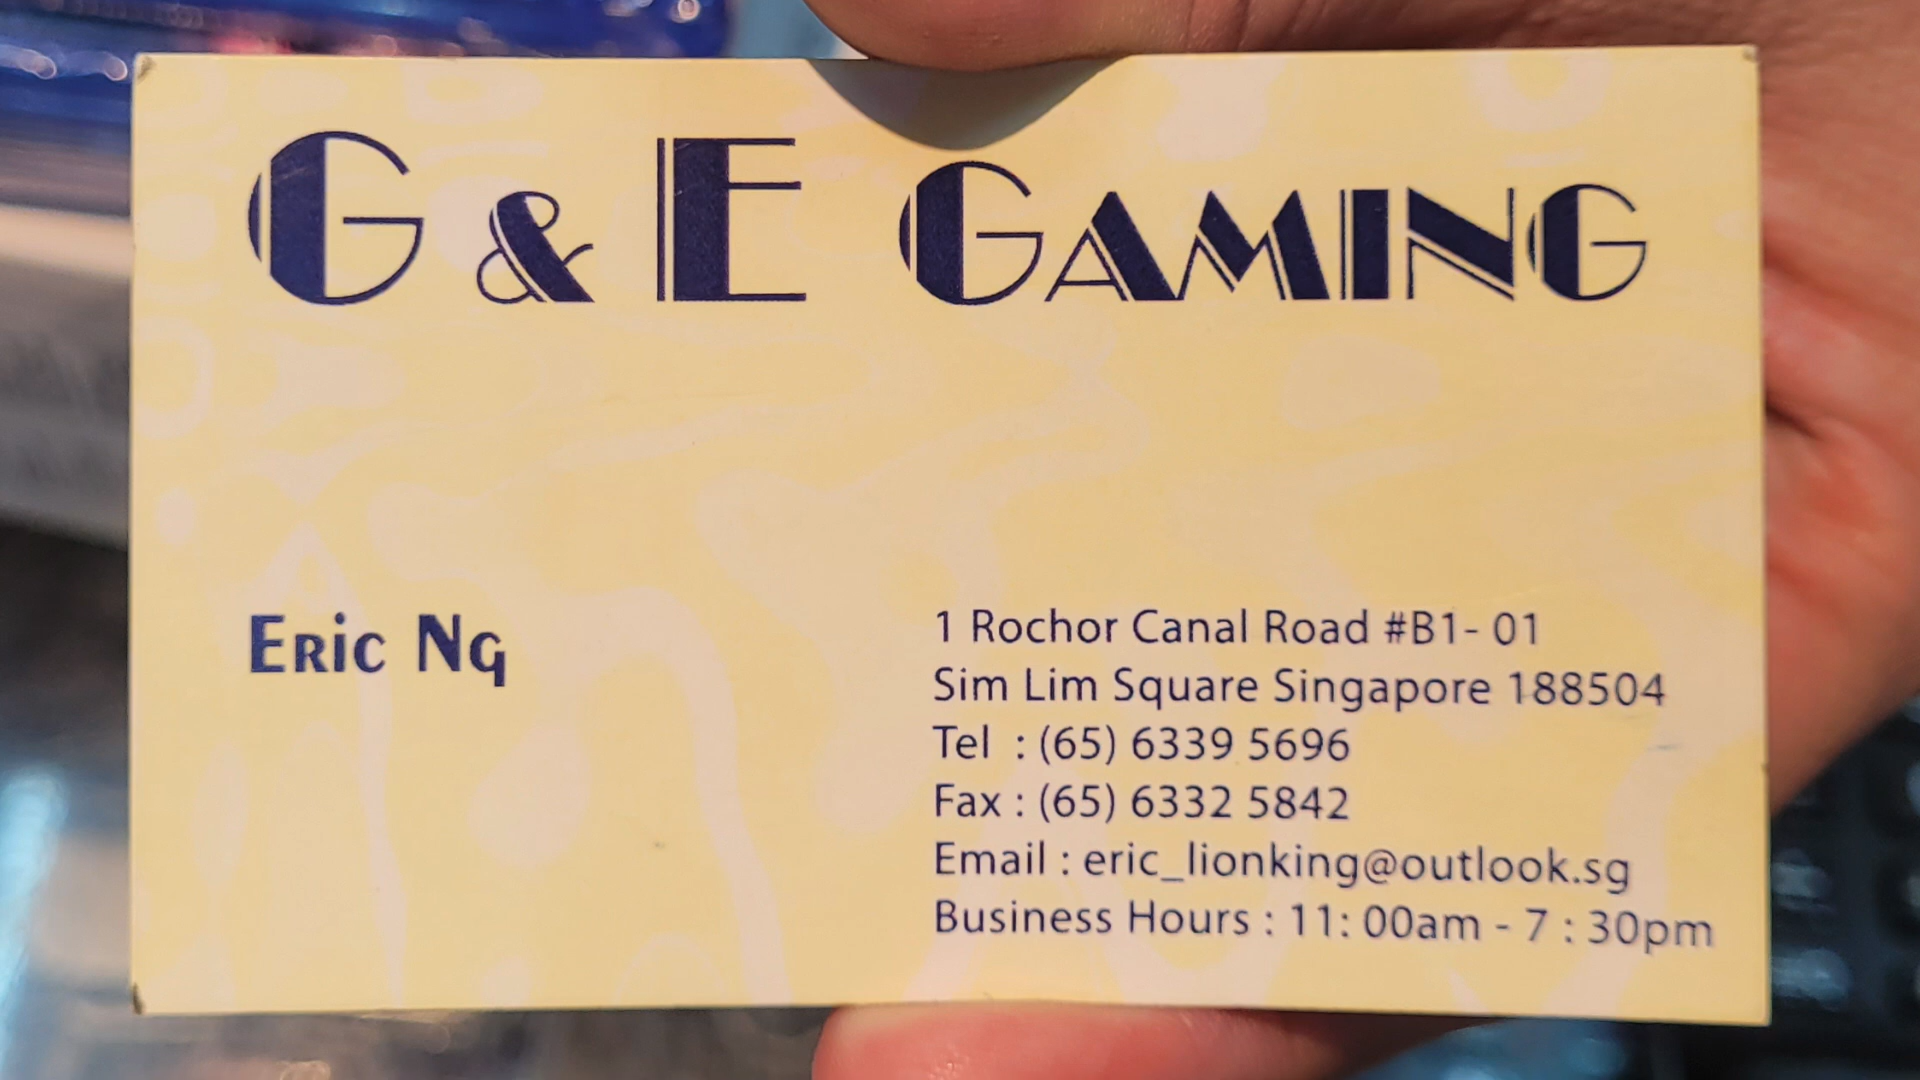 G & E GAMING
Eric Ng
1 Rochor Canal Road #B1- 01
Sim Lim Square Singapore 188504
Tel : (65) 6339 5696
Fax : (65) 6332 5842
Email : eric_lionking@outlook.sg
Business Hours : 11: 00am - 7 : 30pm